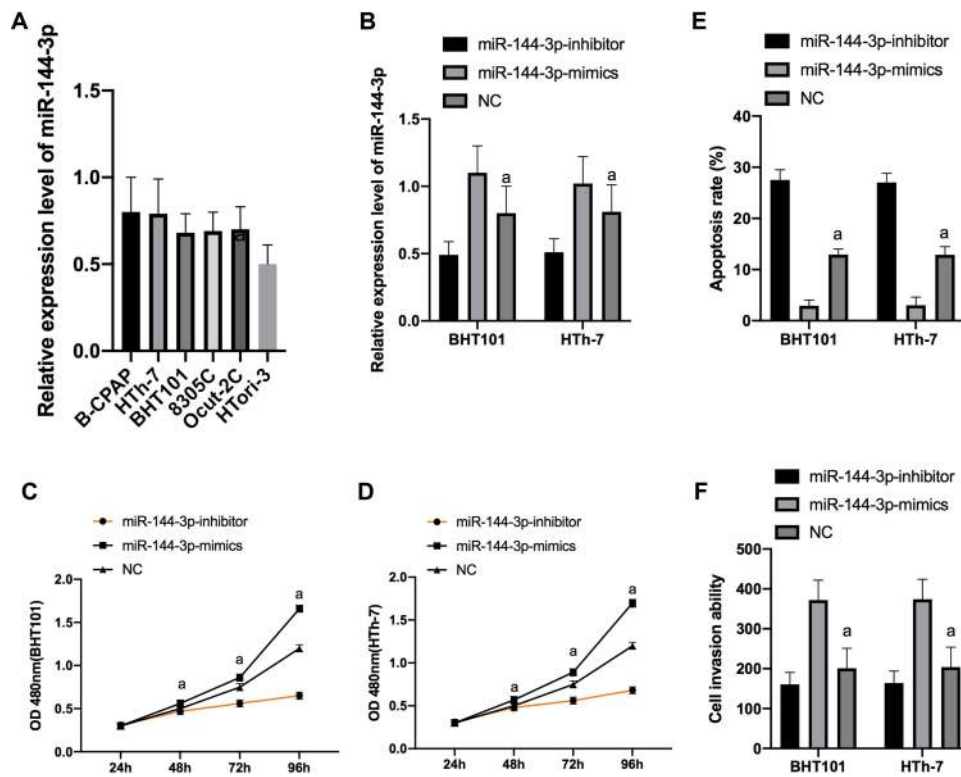 A
Relative expression level of miR-144-3p
1.5
1.0
0.5
0.0
B-CPAP
HTh-7
BHT101
8305C
Ocut-2C
HTori-3
B
miR-144-3p-inhibitor
miR-144-3p-mimics
NC
Relative expression level of miR-144-3p
1.5
1.0
0.5
0.0
a
a
BHT101
HTh-7
E
miR-144-3p-inhibitor
miR-144-3p-mimics
NC
Apoptosis rate (%)
40
30
20
10
0
a
a
BHT101
HTh-7
C
miR-144-3p-inhibitor
miR-144-3p-mimics
NC
OD 480nm(BHT101)
2.0
1.5
1.0
0.5
0.0
a
a
a
24h
48h
72h
96h
D
miR-144-3p-inhibitor
miR-144-3p-mimics
NC
OD 480nm(HTh-7)
2.0
1.5
1.0
0.5
0.0
a
a
a
24h
48h
72h
96h
F
miR-144-3p-inhibitor
miR-144-3p-mimics
NC
Cell invasion ability
500
400
300
200
100
0
a
a
BHT101
HTh-7